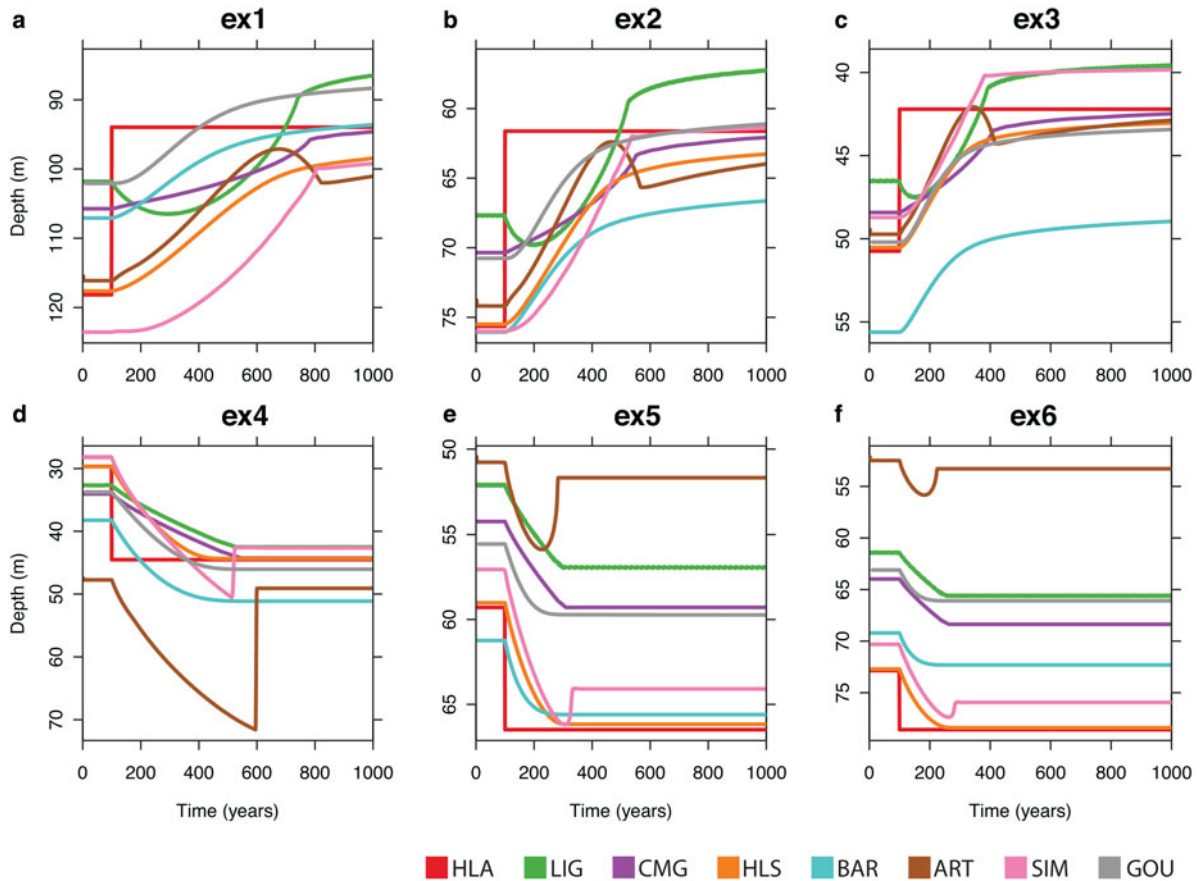 a ex1 b ex2 c ex3
Depth (m)
90
100
110
120
0 200 400 600 800 1000
60
65
70
75
0 200 400 600 800 1000
40
45
50
55
0 200 400 600 800 1000
d ex4 e ex5 f ex6
Depth (m)
30
40
50
60
70
0 200 400 600 800 1000
50
55
60
65
0 200 400 600 800 1000
55
60
65
70
75
0 200 400 600 800 1000
Time (years) Time (years) Time (years)
HLA LIG CMG HLS BAR ART SIM GOU